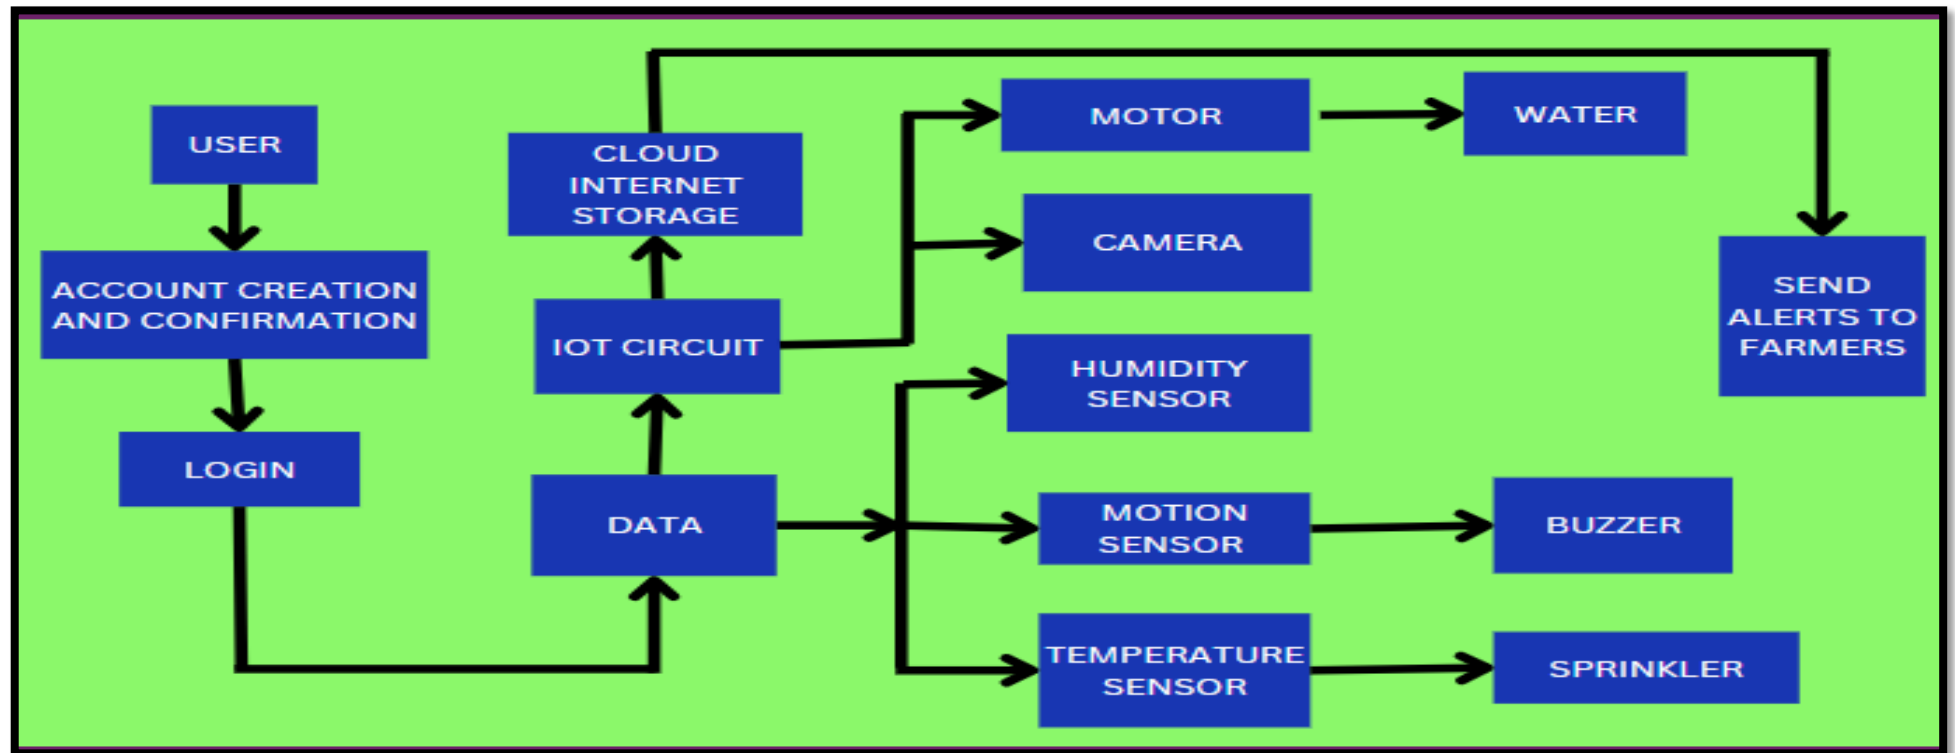 USER
ACCOUNT CREATION
AND CONFIRMATION
LOGIN
CLOUD
INTERNET
STORAGE
IOT CIRCUIT
DATA
MOTOR
WATER
CAMERA
HUMIDITY
SENSOR
MOTION
SENSOR
BUZZER
TEMPERATURE
SENSOR
SPRINKLER
SEND
ALERTS TO
FARMERS